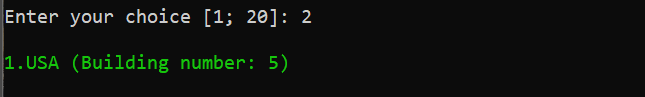 Enter your choice [1; 20]: 2
1.USA (Building number: 5)